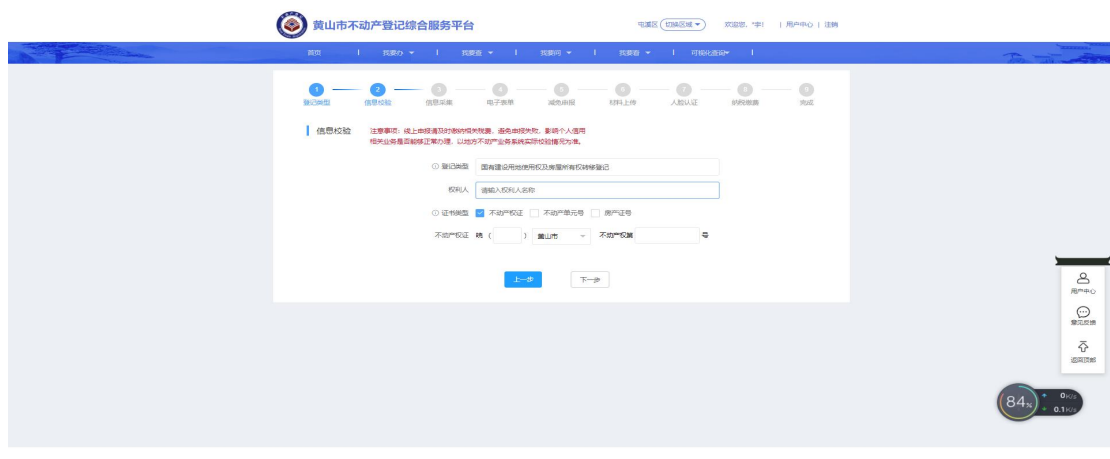 黄山市不动产登记综合服务平台
屯溪区 切换区域 欢迎您, *宇! | 用户中心 | 注销
首页 | 我要办 | 我要查 | 我要问 | 我要看 | 可视化查询 |
1 2 3 4 5 6 7 8 9
登记类型 信息校验 信息采集 电子表单 减免申报 材料上传 人脸认证 纳税缴费 完成
信息校验 注意事项: 线上申报请及时缴纳相关税费, 避免申报失败, 影响个人信用
相关业务是否能够正常办理, 以地方不动产业务系统实际校验情况为准。
登记类型 国有建设用地使用权及房屋所有权转移登记
权利人 请输入权利人名称
证书类型 不动产权证 不动产单元号 房产证号
不动产权证 皖 ( ) 黄山市 不动产权第 号
上一步 下一步
用户中心
意见反馈
返回顶部
84% 0K/s
0.1K/s